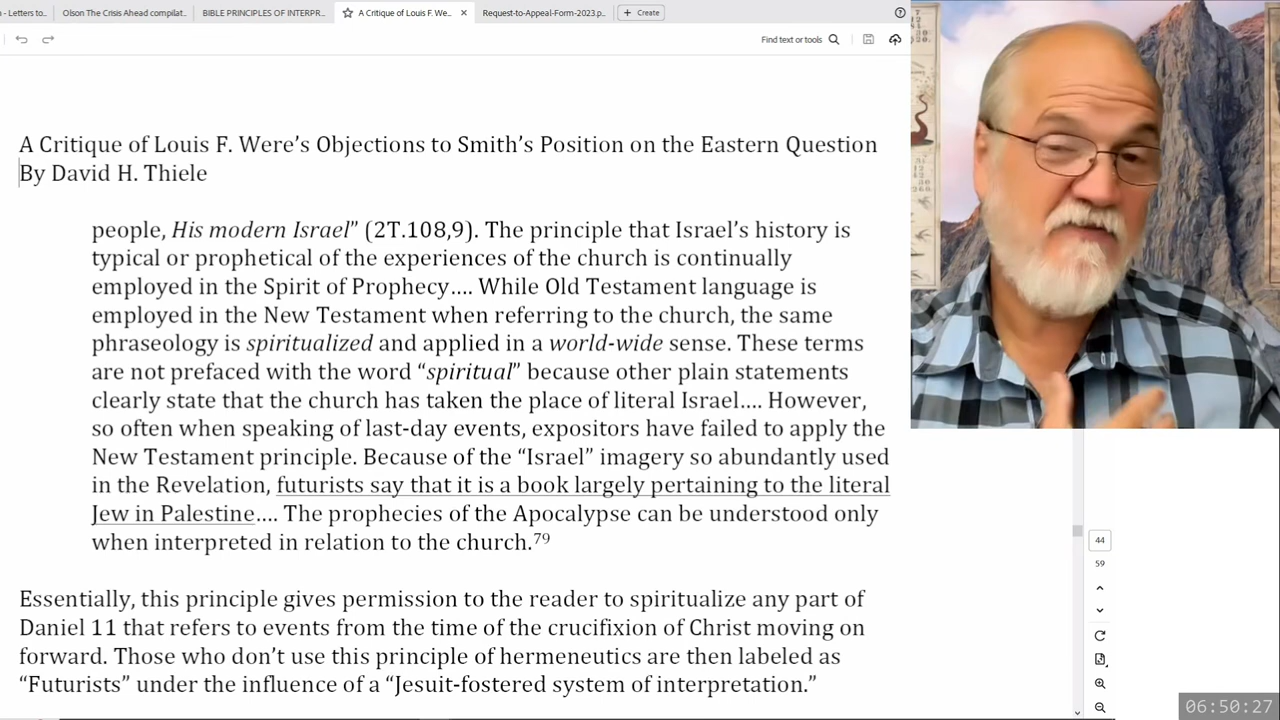 - Letters to...
Olson The Crisis Ahead compilat...
BIBLE PRINCIPLES OF INTERPR...
A Critique of Louis F. We...
Request-to-Appeal-Form-2023.p...
Create
Find text or tools
A Critique of Louis F. Were’s Objections to Smith’s Position on the Eastern Question
By David H. Thiele
people, His modern Israel” (2T.108,9). The principle that Israel’s history is
typical or prophetical of the experiences of the church is continually
employed in the Spirit of Prophecy.... While Old Testament language is
employed in the New Testament when referring to the church, the same
phraseology is spiritualized and applied in a world-wide sense. These terms
are not prefaced with the word “spiritual” because other plain statements
clearly state that the church has taken the place of literal Israel.... However,
so often when speaking of last-day events, expositors have failed to apply the
New Testament principle. Because of the “Israel” imagery so abundantly used
in the Revelation, futurists say that it is a book largely pertaining to the literal
Jew in Palestine.... The prophecies of the Apocalypse can be understood only
when interpreted in relation to the church.79
Essentially, this principle gives permission to the reader to spiritualize any part of
Daniel 11 that refers to events from the time of the crucifixion of Christ moving on
forward. Those who don’t use this principle of hermeneutics are then labeled as
“Futurists” under the influence of a “Jesuit-fostered system of interpretation.”
44
59
06:50:27